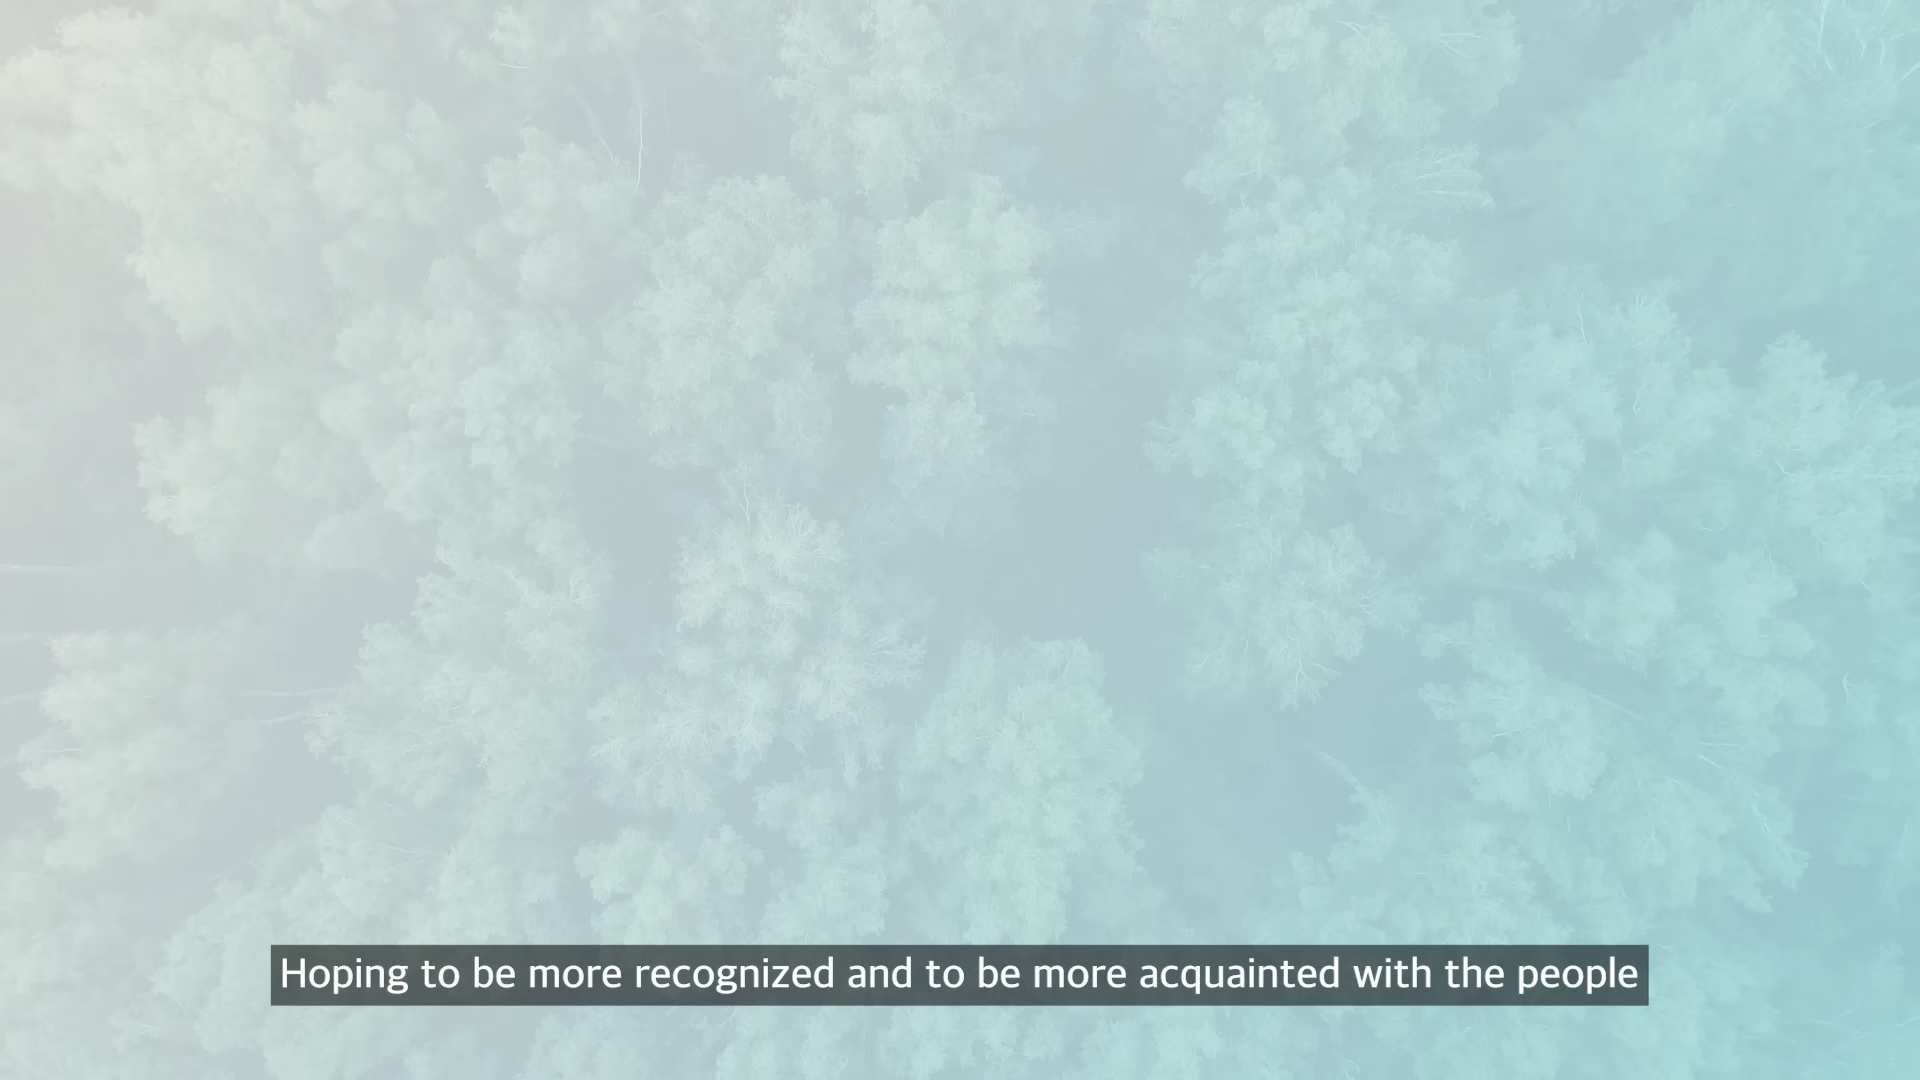 Hoping to be more recognized and to be more acquainted with the people